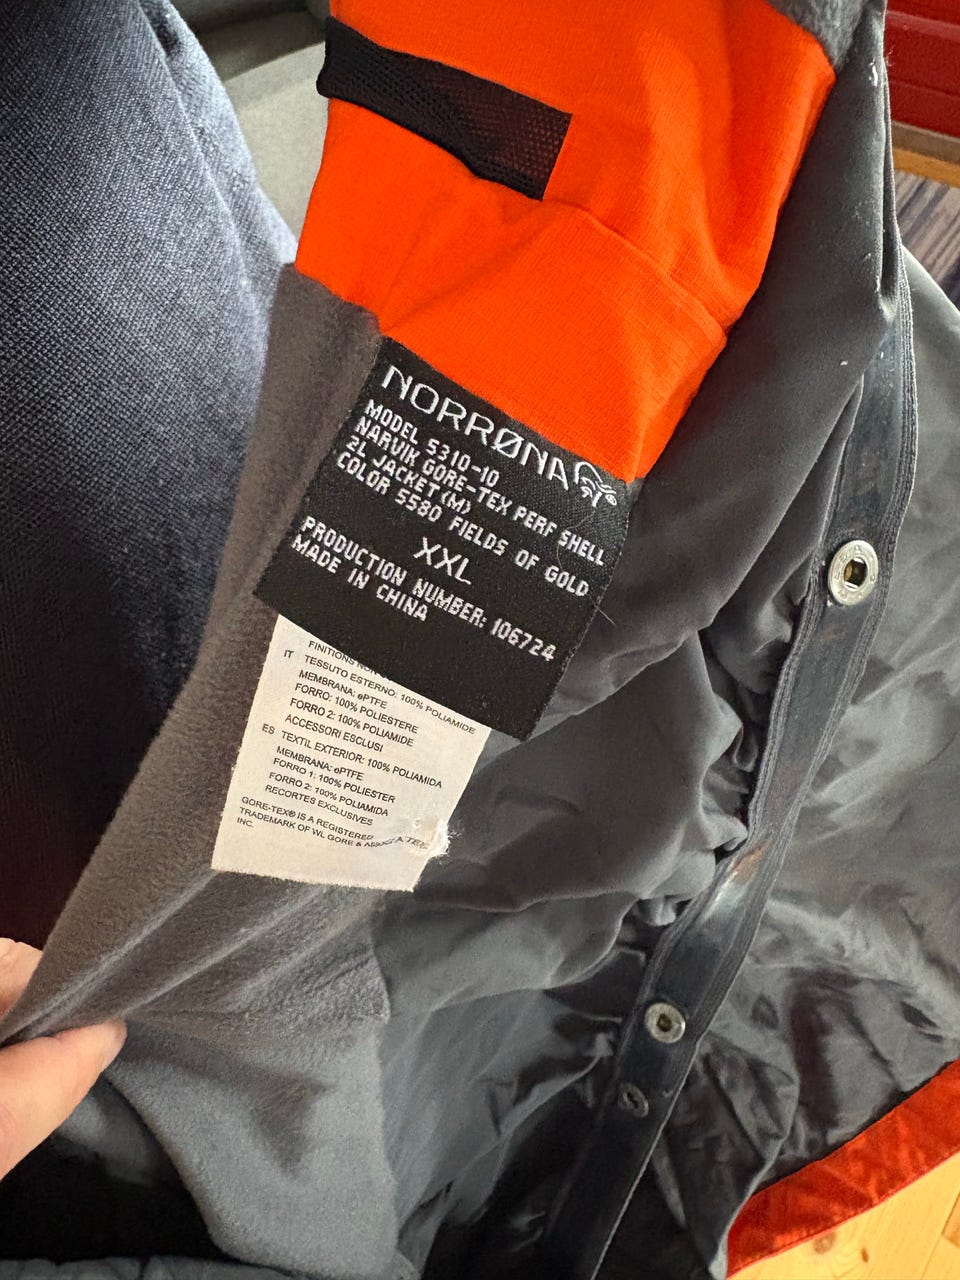 NORRØNA
MODEL 5310-10
NARVIK GORE-TEX PERF SHELL
2L JACKET(M)
COLOR 5580 FIELDS OF GOLD
XXL
PRODUCTION NUMBER: 106724
MADE IN CHINA
FINITIONS
IT TESSUTO ESTERNO: 100% POLIAMIDE
MEMBRANA: ePTFE
FORRO: 100% POLIESTERE
FORRO 2: 100% POLIAMIDE
ACCESSORI ESCLUSI
ES TEXTIL EXTERIOR: 100% POLIAMIDA
MEMBRANA: ePTFE
FORRO 1: 100% POLIESTER
FORRO 2: 100% POLIAMIDA
RECORTES EXCLUSIVES
GORE-TEX® IS A REGISTERED
TRADEMARK OF WL GORE &
INC.